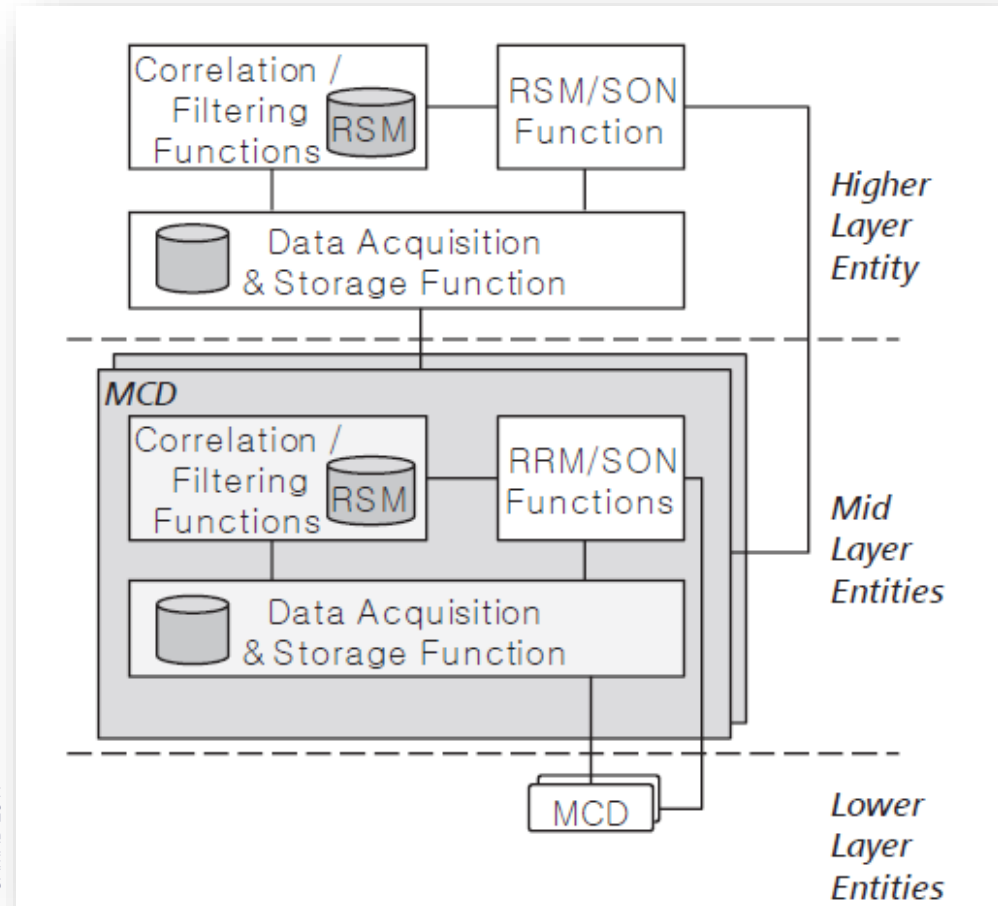 Correlation /
Filtering
Functions
RSM
RSM/SON
Function
Data Acquisition
& Storage Function
Higher
Layer
Entity
MCD
Correlation /
Filtering
Functions
RSM
RRM/SON
Functions
Data Acquisition
& Storage Function
Mid
Layer
Entities
MCD
Lower
Layer
Entities